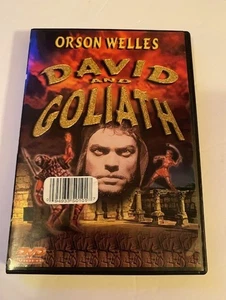 ORSON WELLES
DAVID
AND
GOLIATH